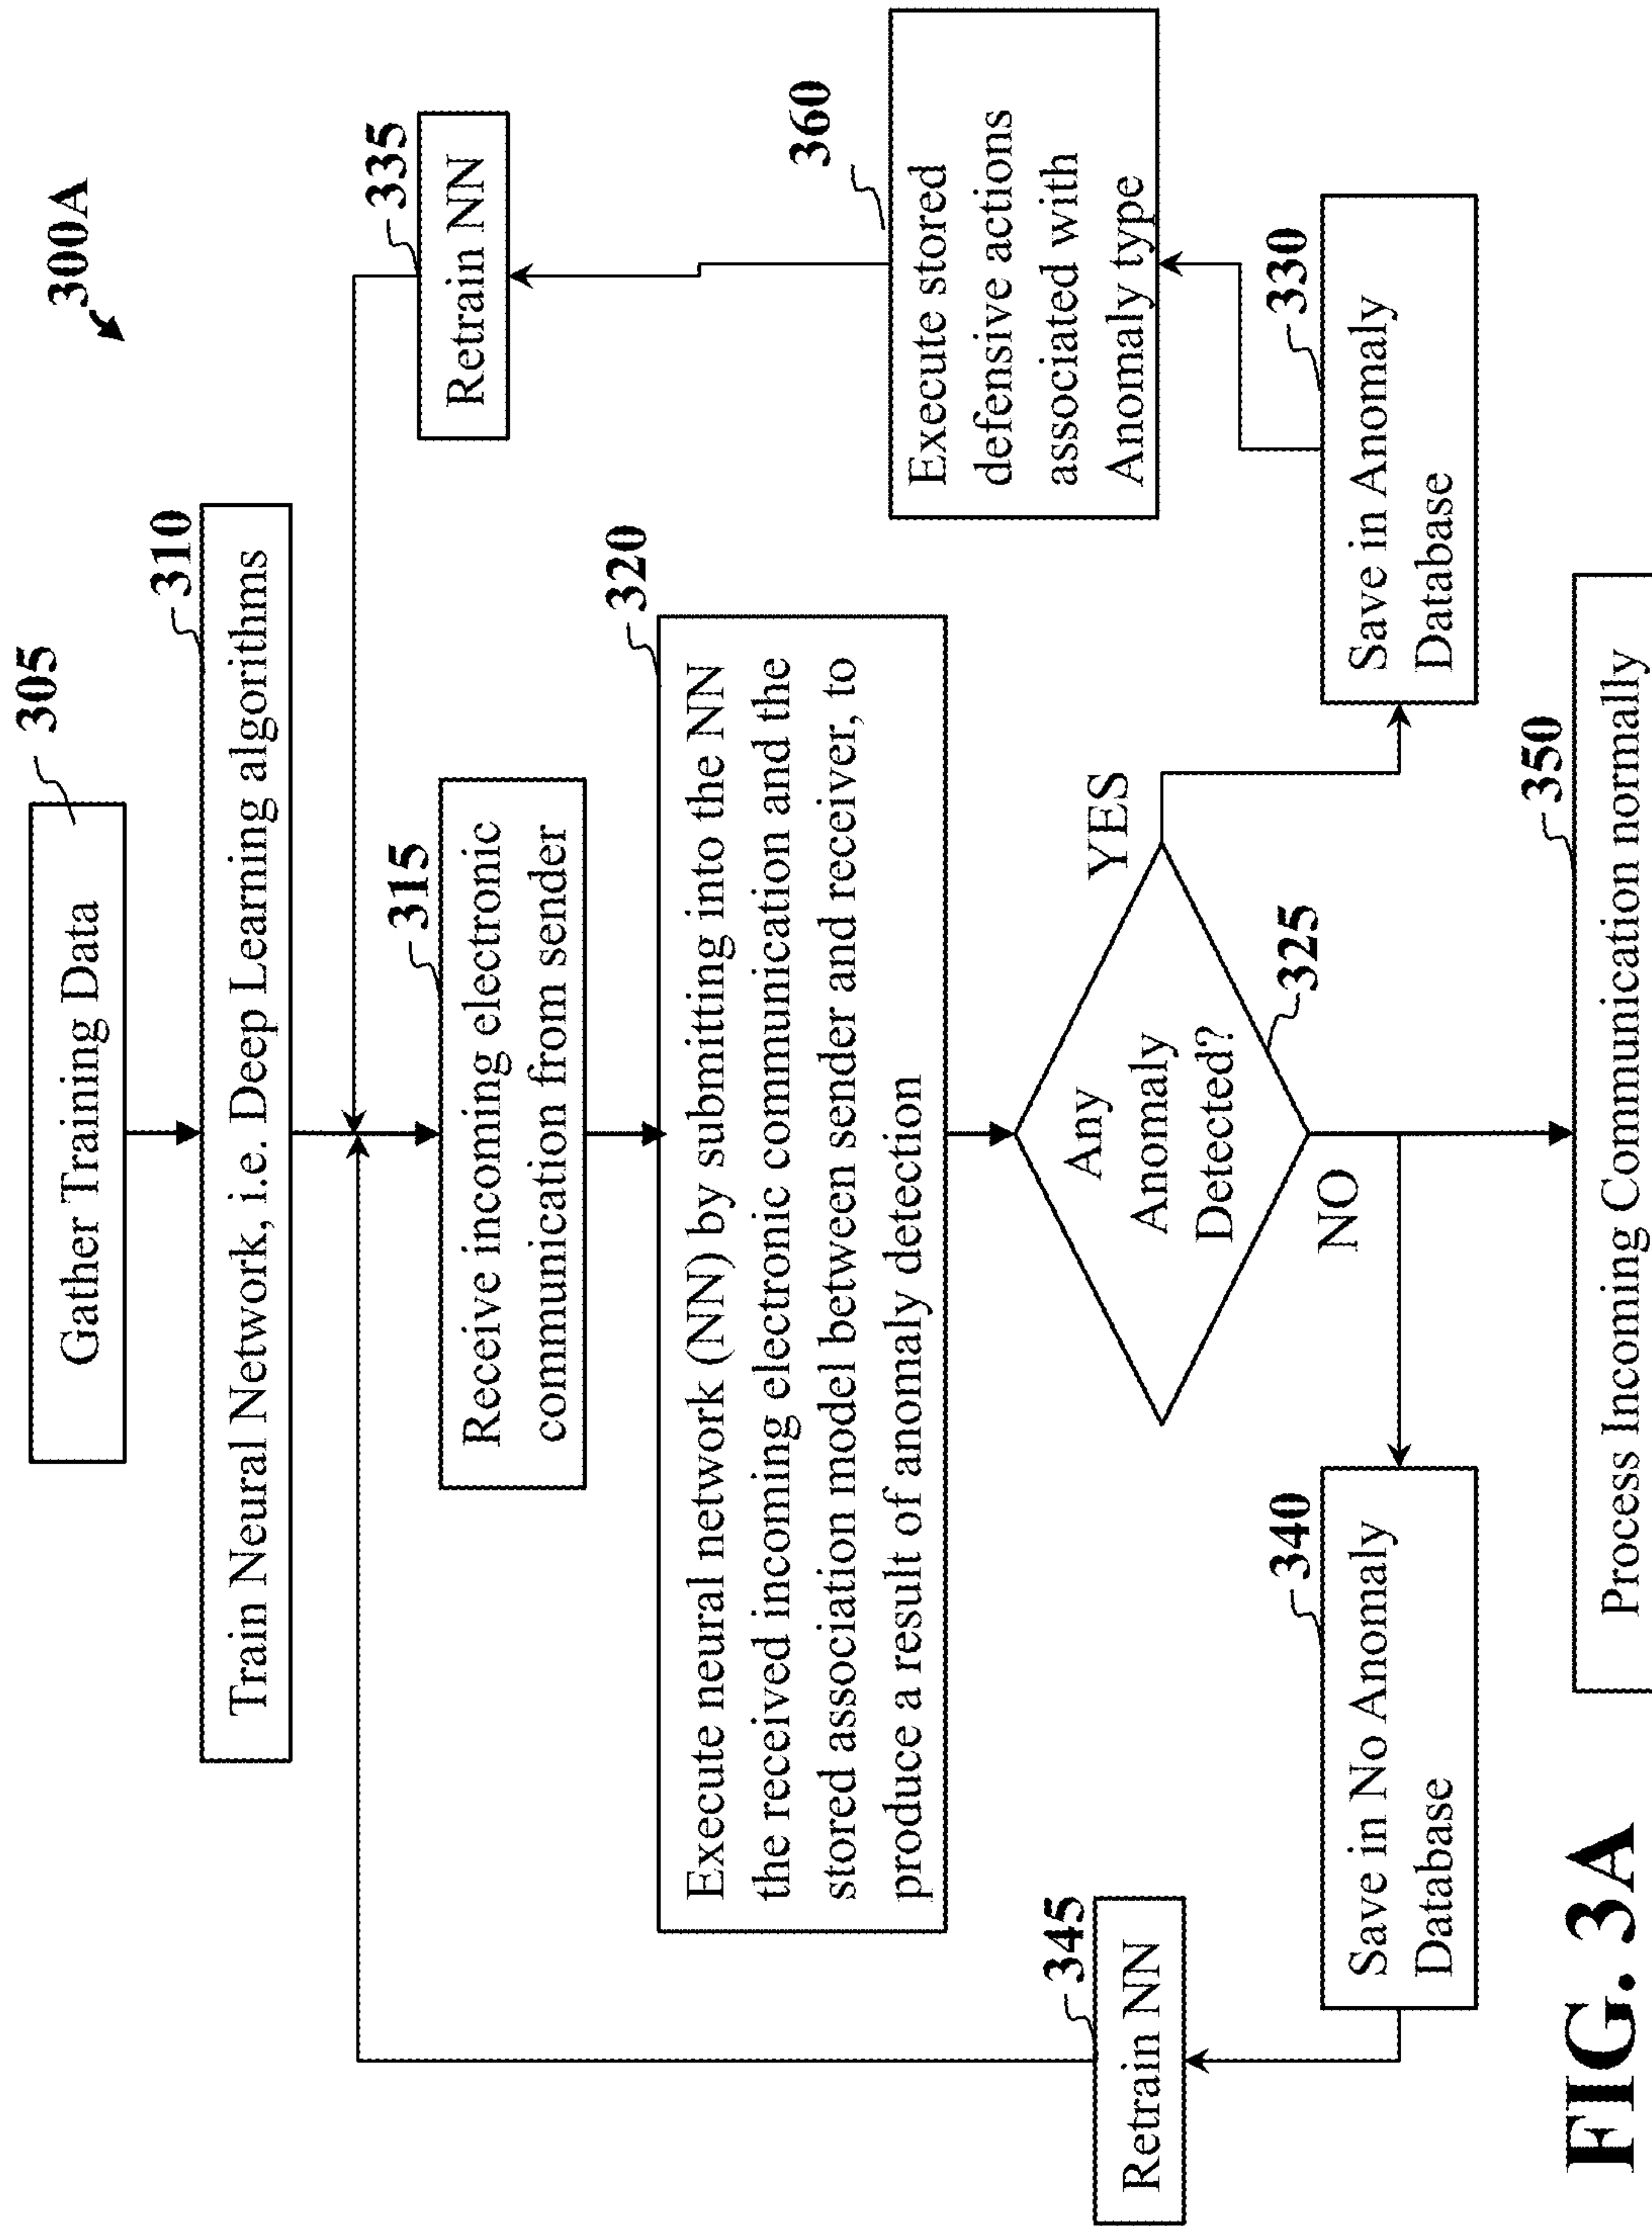 300A
305
Gather Training Data
310
Train Neural Network, i.e. Deep Learning algorithms
335
Retrain NN
315
Receive incoming electronic
communication from sender
320
Execute neural network (NN) by submitting into the NN
the received incoming electronic communication and the
stored association model between sender and receiver, to
produce a result of anomaly detection
360
Execute stored
defensive actions
associated with
Anomaly type
345
Retrain NN
Any
Anomaly
Detected?
325
YES
NO
340
Save in No Anomaly
Database
330
Save in Anomaly
Database
350
Process Incoming Communication normally
FIG. 3A